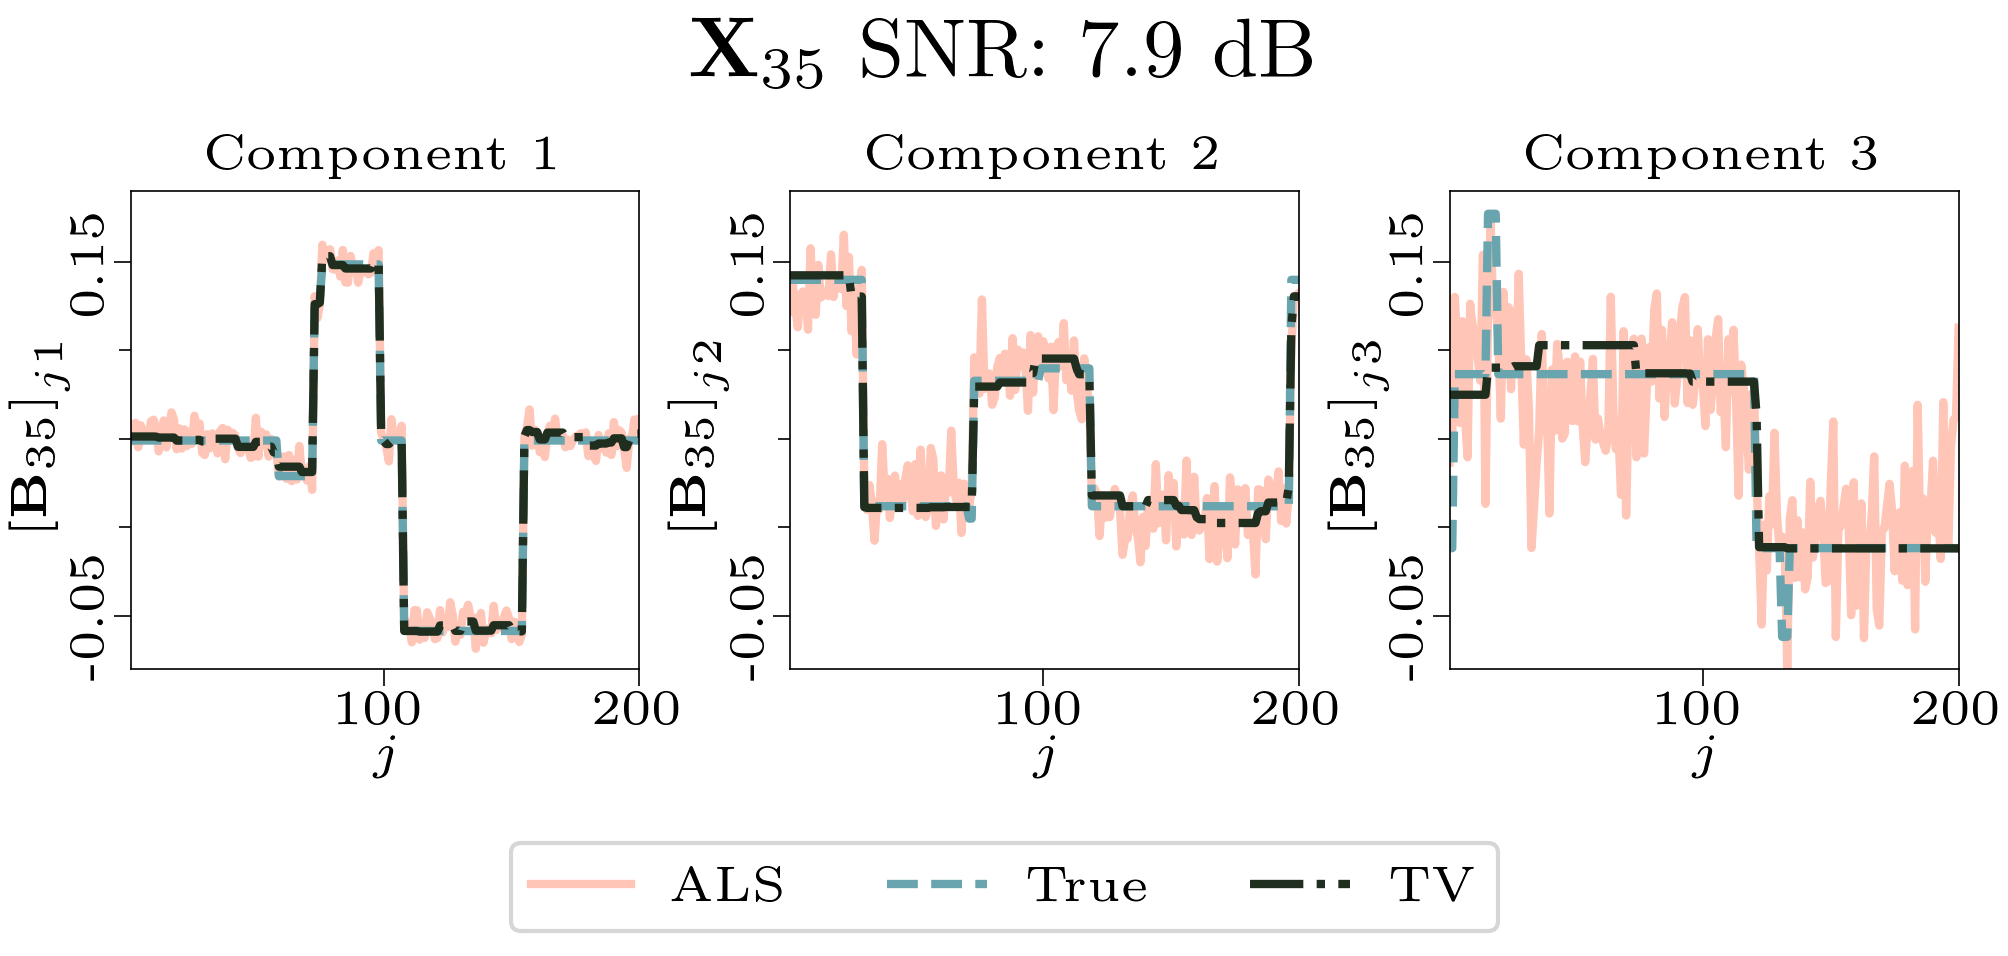 X35 SNR: 7.9 dB
Component 1
Component 2
Component 3
[B35]j1
0.15
-0.05
100
200
j
[B35]j2
0.15
-0.05
100
200
j
[B35]j3
0.15
-0.05
100
200
j
ALS
True
TV